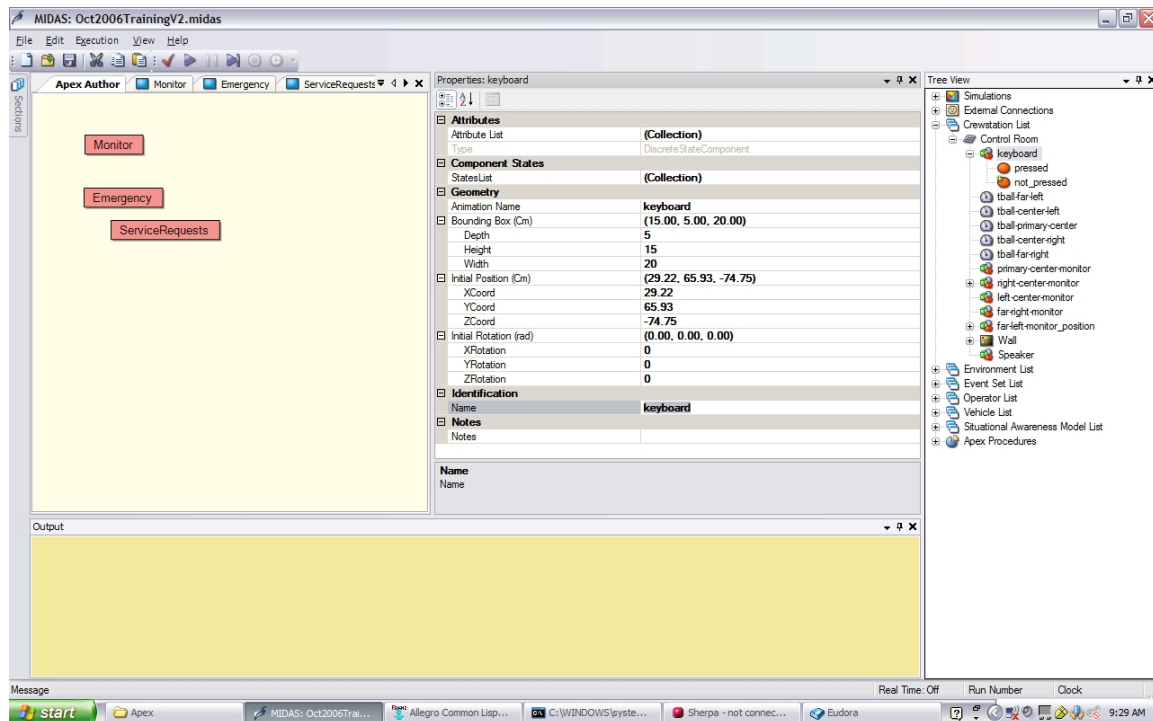 MIDAS: Oct2006TrainingV2.midas
File Edit Execution View Help
Sections
Apex Author Monitor Emergency ServiceRequests
Monitor
Emergency
ServiceRequests
Properties: keyboard
Attributes
Attribute List (Collection)
Type DiscreteStateComponent
Component States
StatesList (Collection)
Geometry
Animation Name keyboard
Bounding Box (Cm) (15.00, 5.00, 20.00)
Depth 5
Height 15
Width 20
Initial Position (Cm) (29.22, 65.93, -74.75)
XCoord 29.22
YCoord 65.93
ZCoord -74.75
Initial Rotation (rad) (0.00, 0.00, 0.00)
XRotation 0
YRotation 0
ZRotation 0
Identification
Name keyboard
Notes
Notes
Name
Name
Tree View
Simulations
External Connections
Crewstation List
Control Room
keyboard
pressed
not_pressed
tball-far-left
tball-center-left
tball-primary-center
tball-center-right
tball-far-right
primary-center-monitor
right-center-monitor
left-center-monitor
far-right-monitor
far-left-monitor_position
Wall
Speaker
Environment List
Event Set List
Operator List
Vehicle List
Situational Awareness Model List
Apex Procedures
Output
Message Real Time: Off Run Number Clock
start Apex MIDAS: Oct2006Trai... Allegro Common Lisp... C:\WINDOWS\syste... Sherpa - not connec... Eudora 9:29 AM